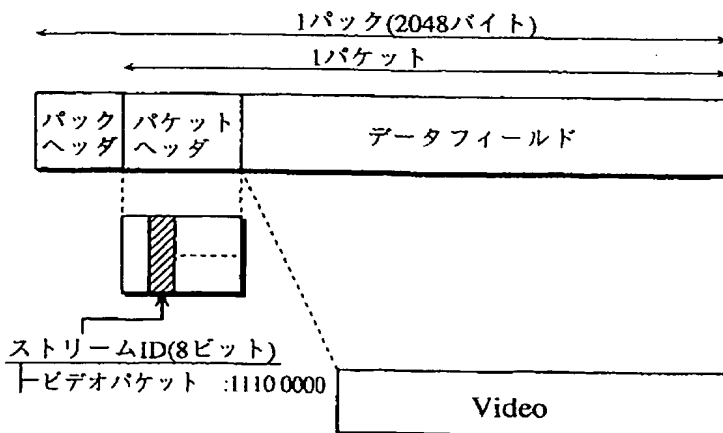 1パック(2048バイト)
1パケット
パック
ヘッダ
パケット
ヘッダ
データフィールド
ストリームID(8ビット)
ビデオパケット :1110 0000
Video